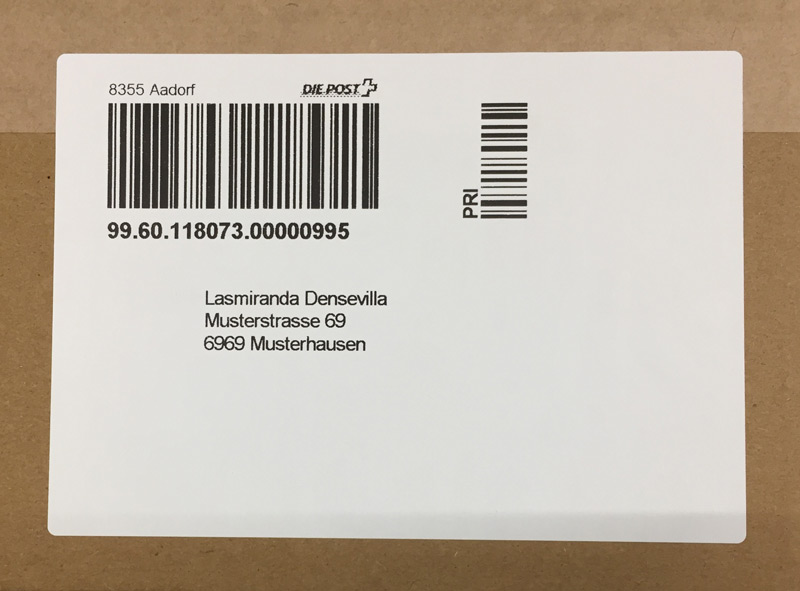 8355 Aadorf
DIE POST
99.60.118073.00000995
PRI
Lasmiranda Densevilla
Musterstrasse 69
6969 Musterhausen